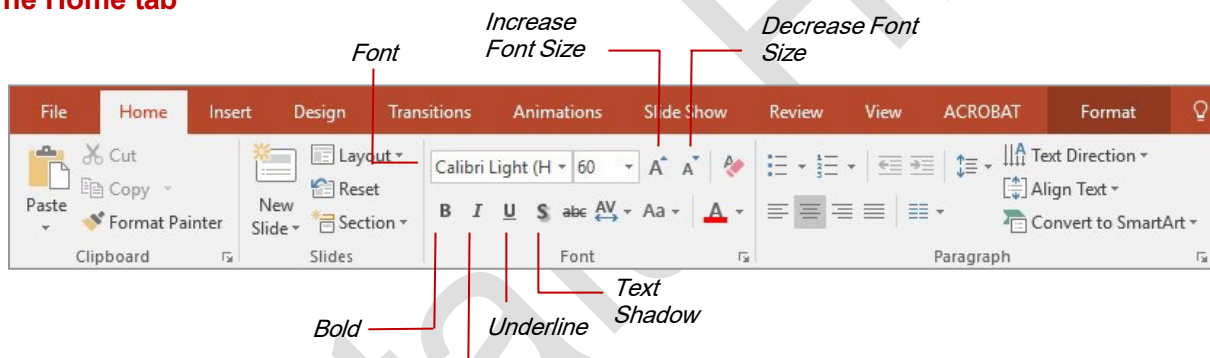 The Home tab
Increase
Font Size
Decrease Font
Size
Font
File Home Insert Design Transitions Animations Slide Show Review View ACROBAT Format
Cut
Copy
Paste
Format Painter
Clipboard
New
Slide
Layout
Reset
Section
Slides
Calibri Light (H 60 A A
B I U S abc AV Aa A
Font
Text Direction
Align Text
Convert to SmartArt
Paragraph
Bold
Underline
Text
Shadow